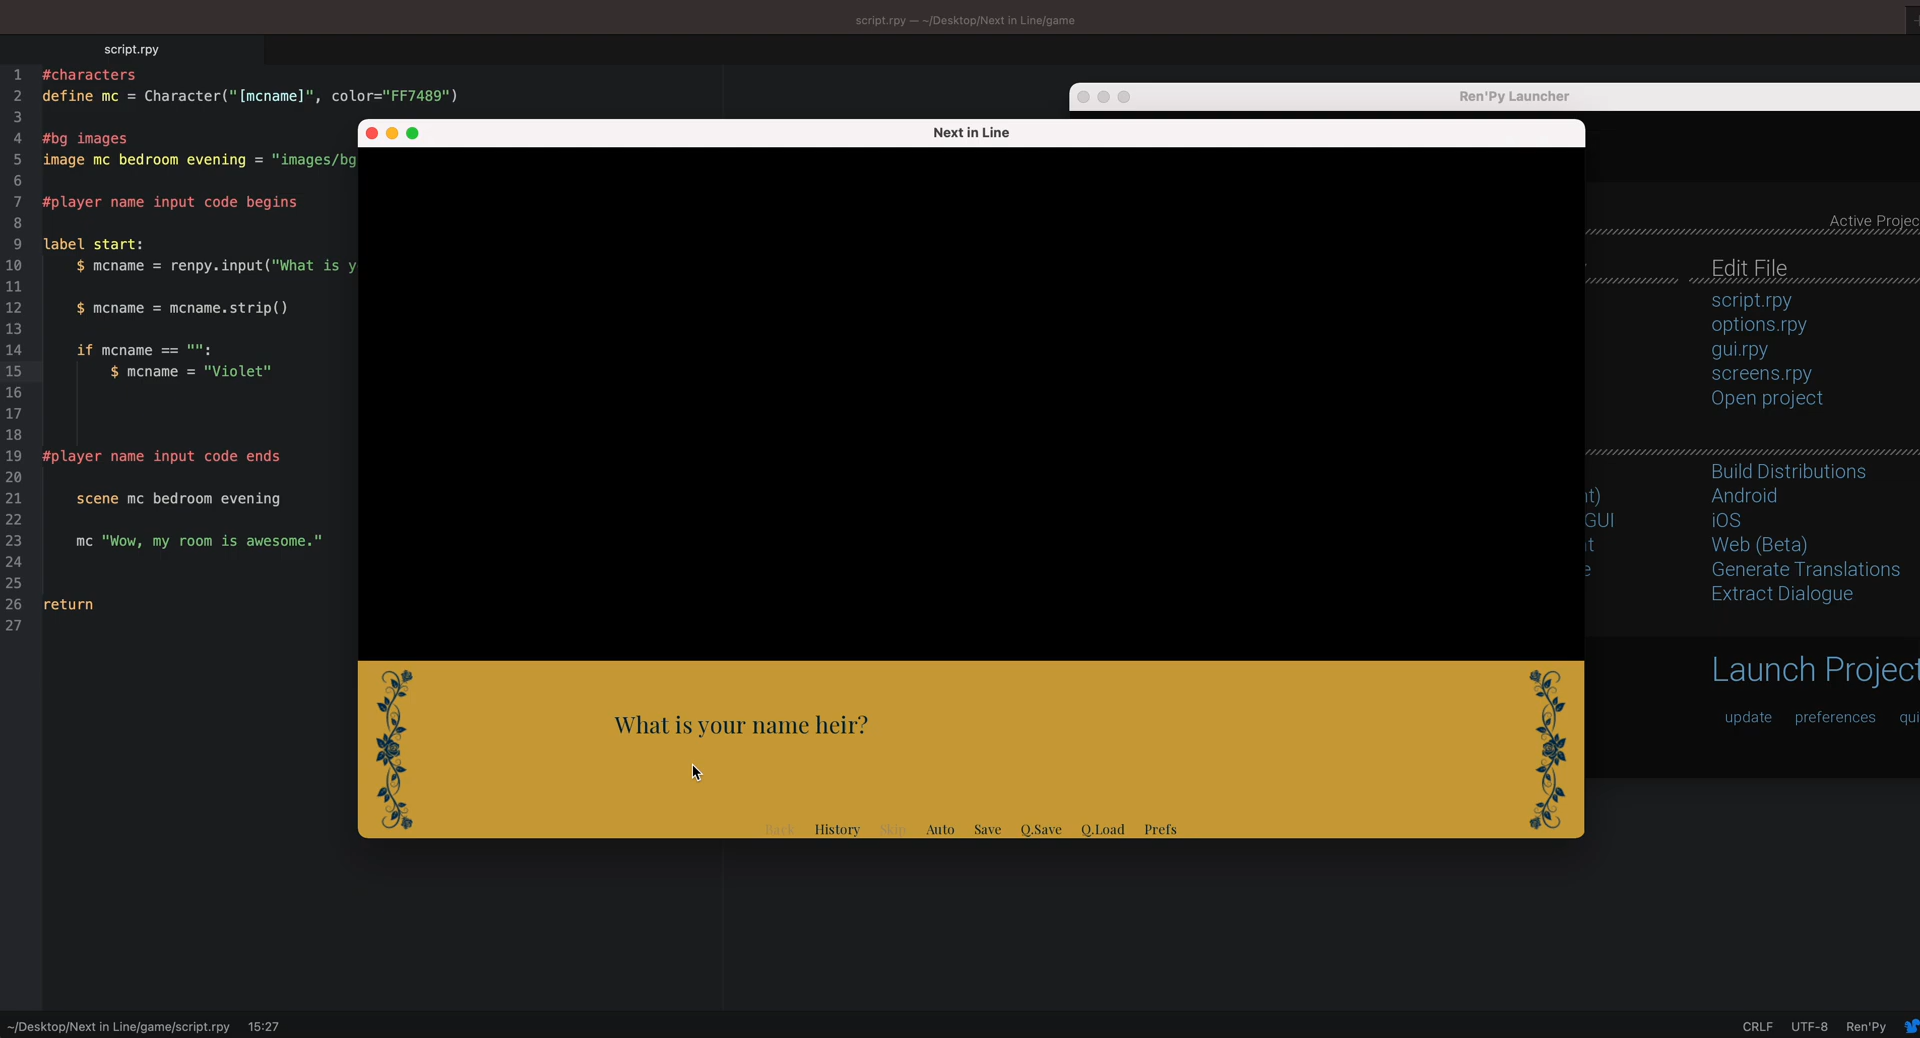 script.rpy — ~/Desktop/Next in Line/game
script.rpy
1 #characters
2 define mc = Character("[mcname]", color="FF7489")
3
4 #bg images
5 image mc bedroom evening = "images/bg
6
7 #player name input code begins
8
9 label start:
10 $ mcname = renpy.input("What is y
11
12 $ mcname = mcname.strip()
13
14 if mcname == "":
15 $ mcname = "Violet"
16
17
18
19 #player name input code ends
20
21 scene mc bedroom evening
22
23 mc "Wow, my room is awesome."
24
25
26 return
27
Ren'Py Launcher
Next in Line
What is your name heir?
Back History Skip Auto Save Q.Save Q.Load Prefs
Active Projec
Edit File
script.rpy
options.rpy
gui.rpy
screens.rpy
Open project
Build Distributions
Android
GUI
iOS
Web (Beta)
Generate Translations
Extract Dialogue
Launch Project
update preferences qui
~/Desktop/Next in Line/game/script.rpy 15:27
CRLF UTF-8 Ren'Py